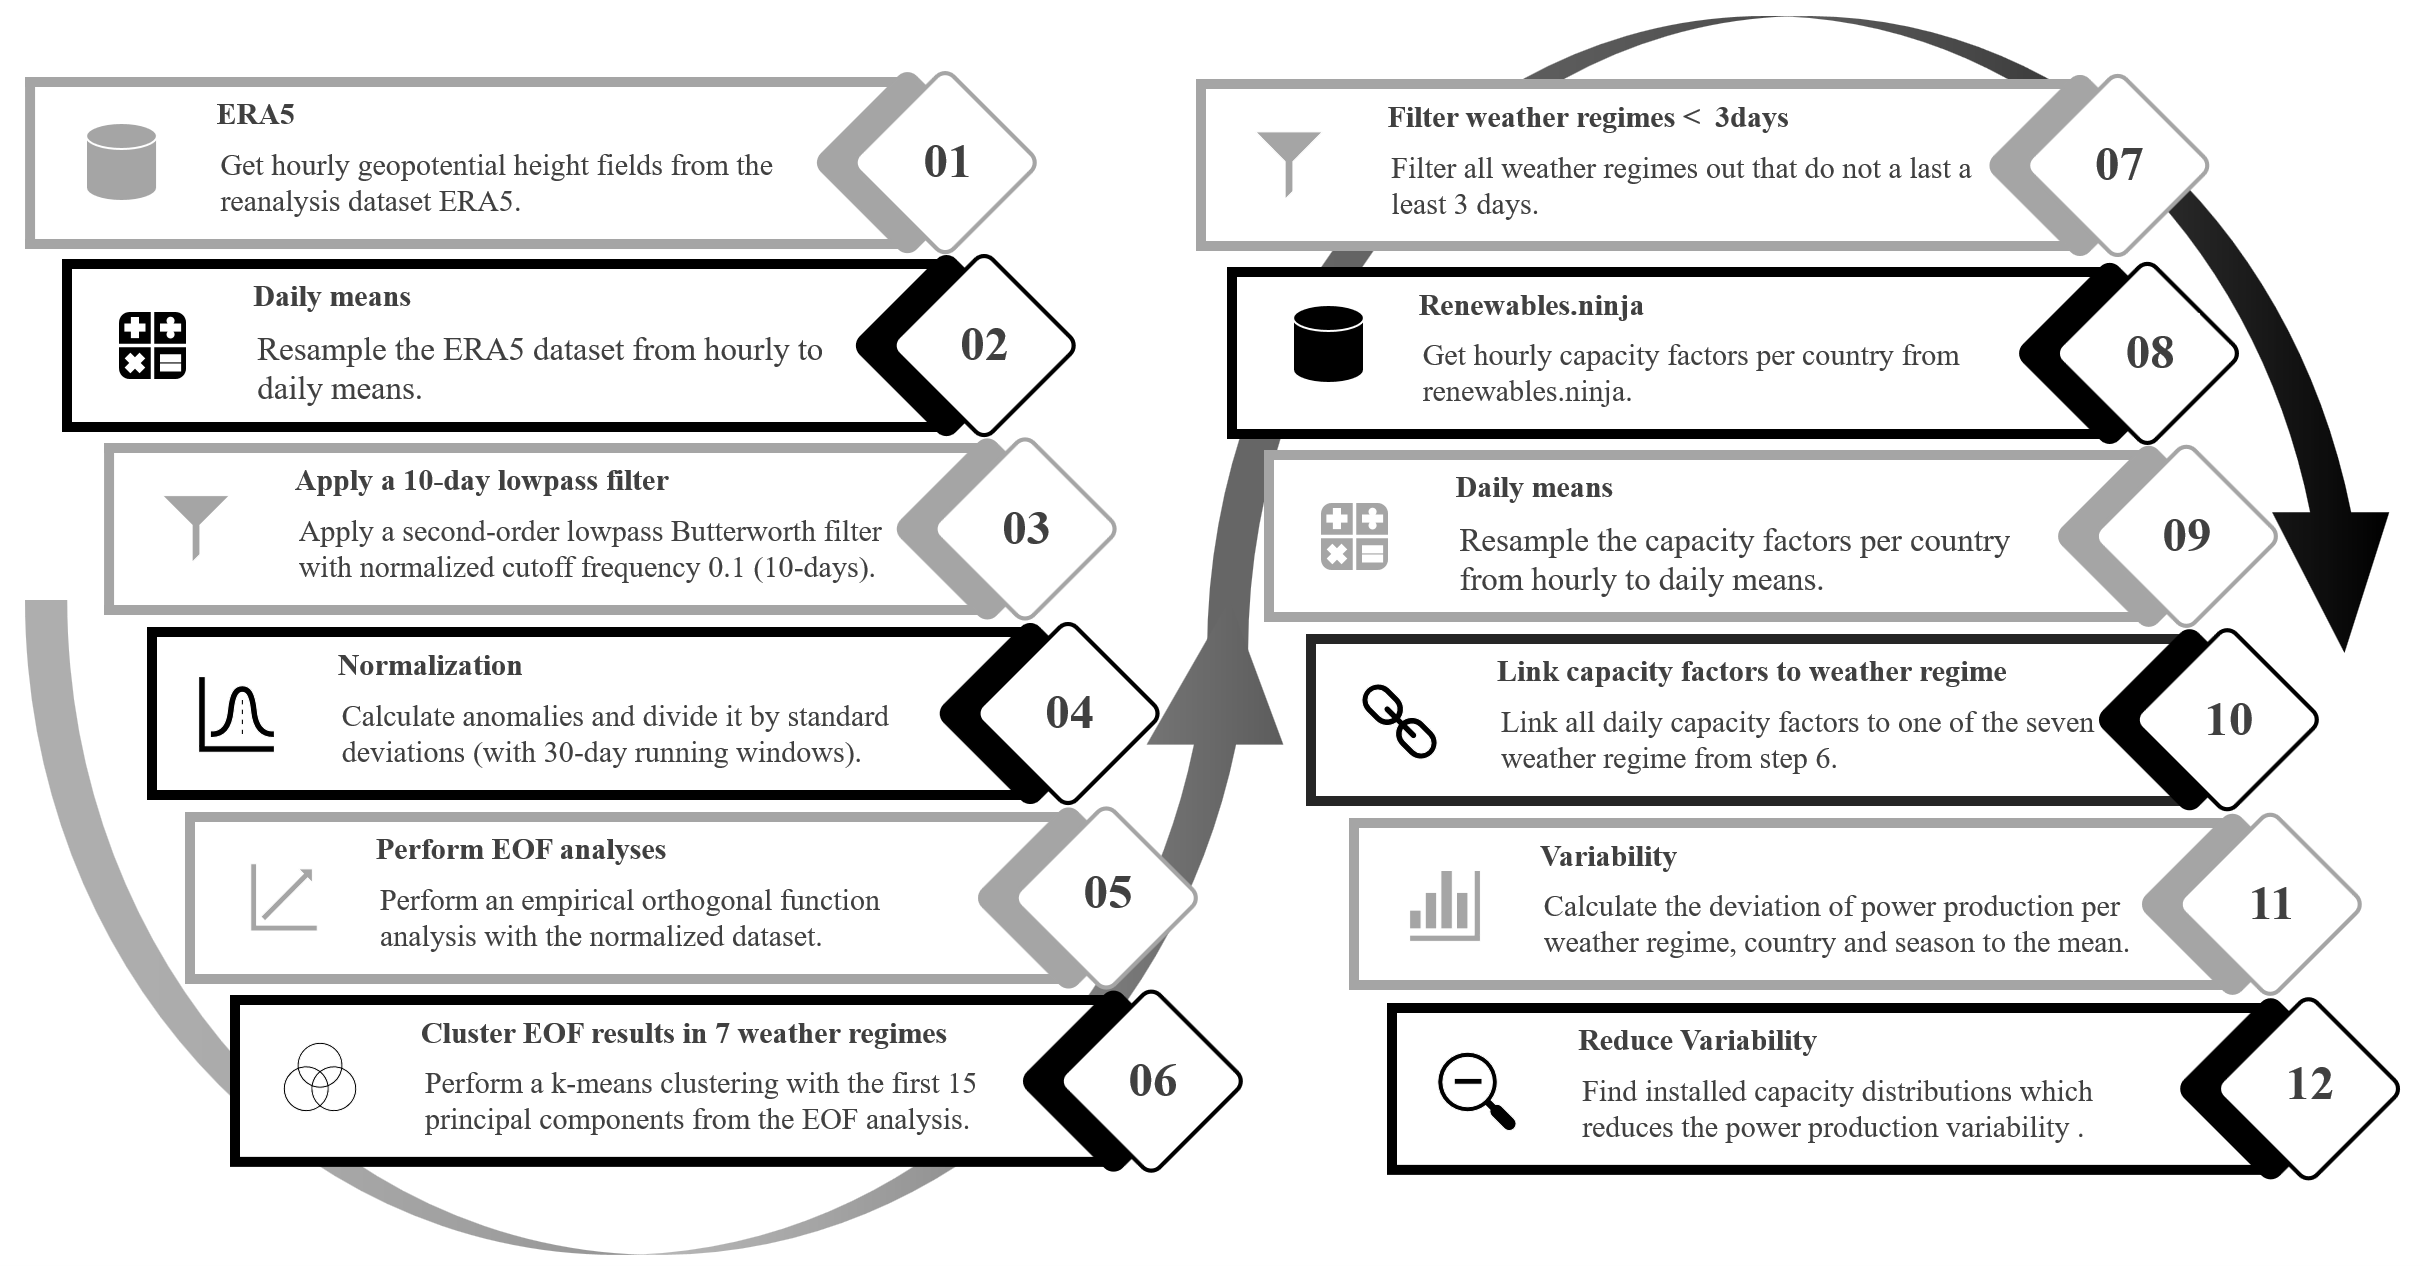 ERA5
Get hourly geopotential height fields from the
reanalysis dataset ERA5.
01
Daily means
Resample the ERA5 dataset from hourly to
daily means.
02
Apply a 10-day lowpass filter
Apply a second-order lowpass Butterworth filter
with normalized cutoff frequency 0.1 (10-days).
03
Normalization
Calculate anomalies and divide it by standard
deviations (with 30-day running windows).
04
Perform EOF analyses
Perform an empirical orthogonal function
analysis with the normalized dataset.
05
Cluster EOF results in 7 weather regimes
Perform a k-means clustering with the first 15
principal components from the EOF analysis.
06
Filter weather regimes < 3days
Filter all weather regimes out that do not a last a
least 3 days.
07
Renewables.ninja
Get hourly capacity factors per country from
renewables.ninja.
08
Daily means
Resample the capacity factors per country
from hourly to daily means.
09
Link capacity factors to weather regime
Link all daily capacity factors to one of the seven
weather regime from step 6.
10
Variability
Calculate the deviation of power production per
weather regime, country and season to the mean.
11
Reduce Variability
Find installed capacity distributions which
reduces the power production variability .
12